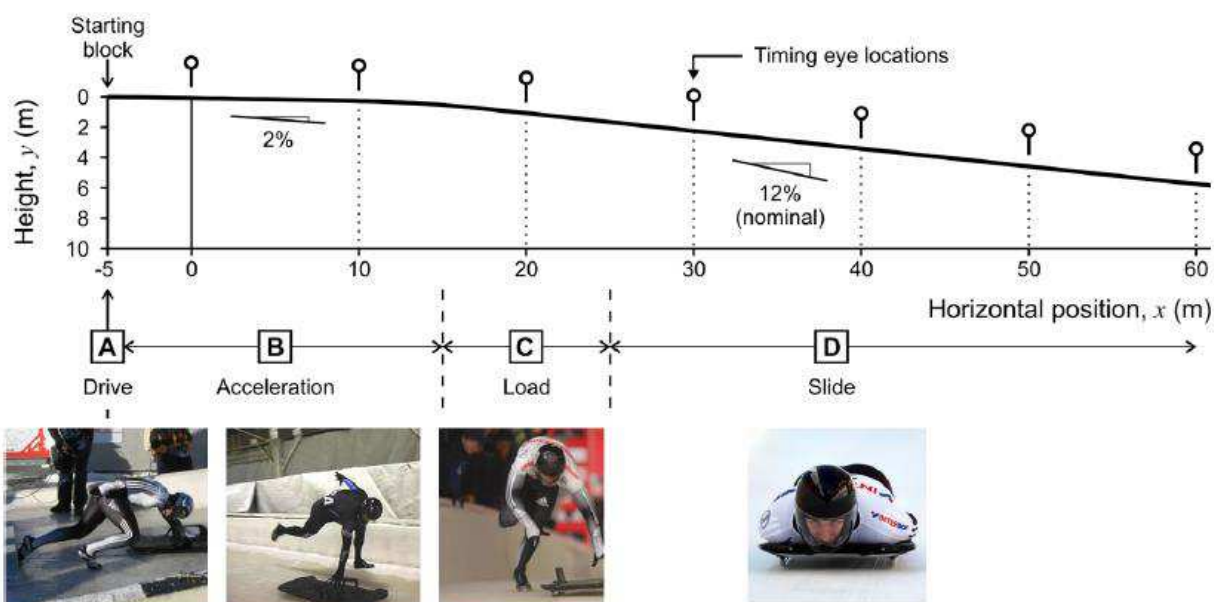 Starting
block
Timing eye locations
Height, y (m)
0
2
4
6
8
10
2%
12%
(nominal)
-5
0
10
20
30
40
50
60
Horizontal position, x (m)
A
B
C
D
Drive
Acceleration
Load
Slide